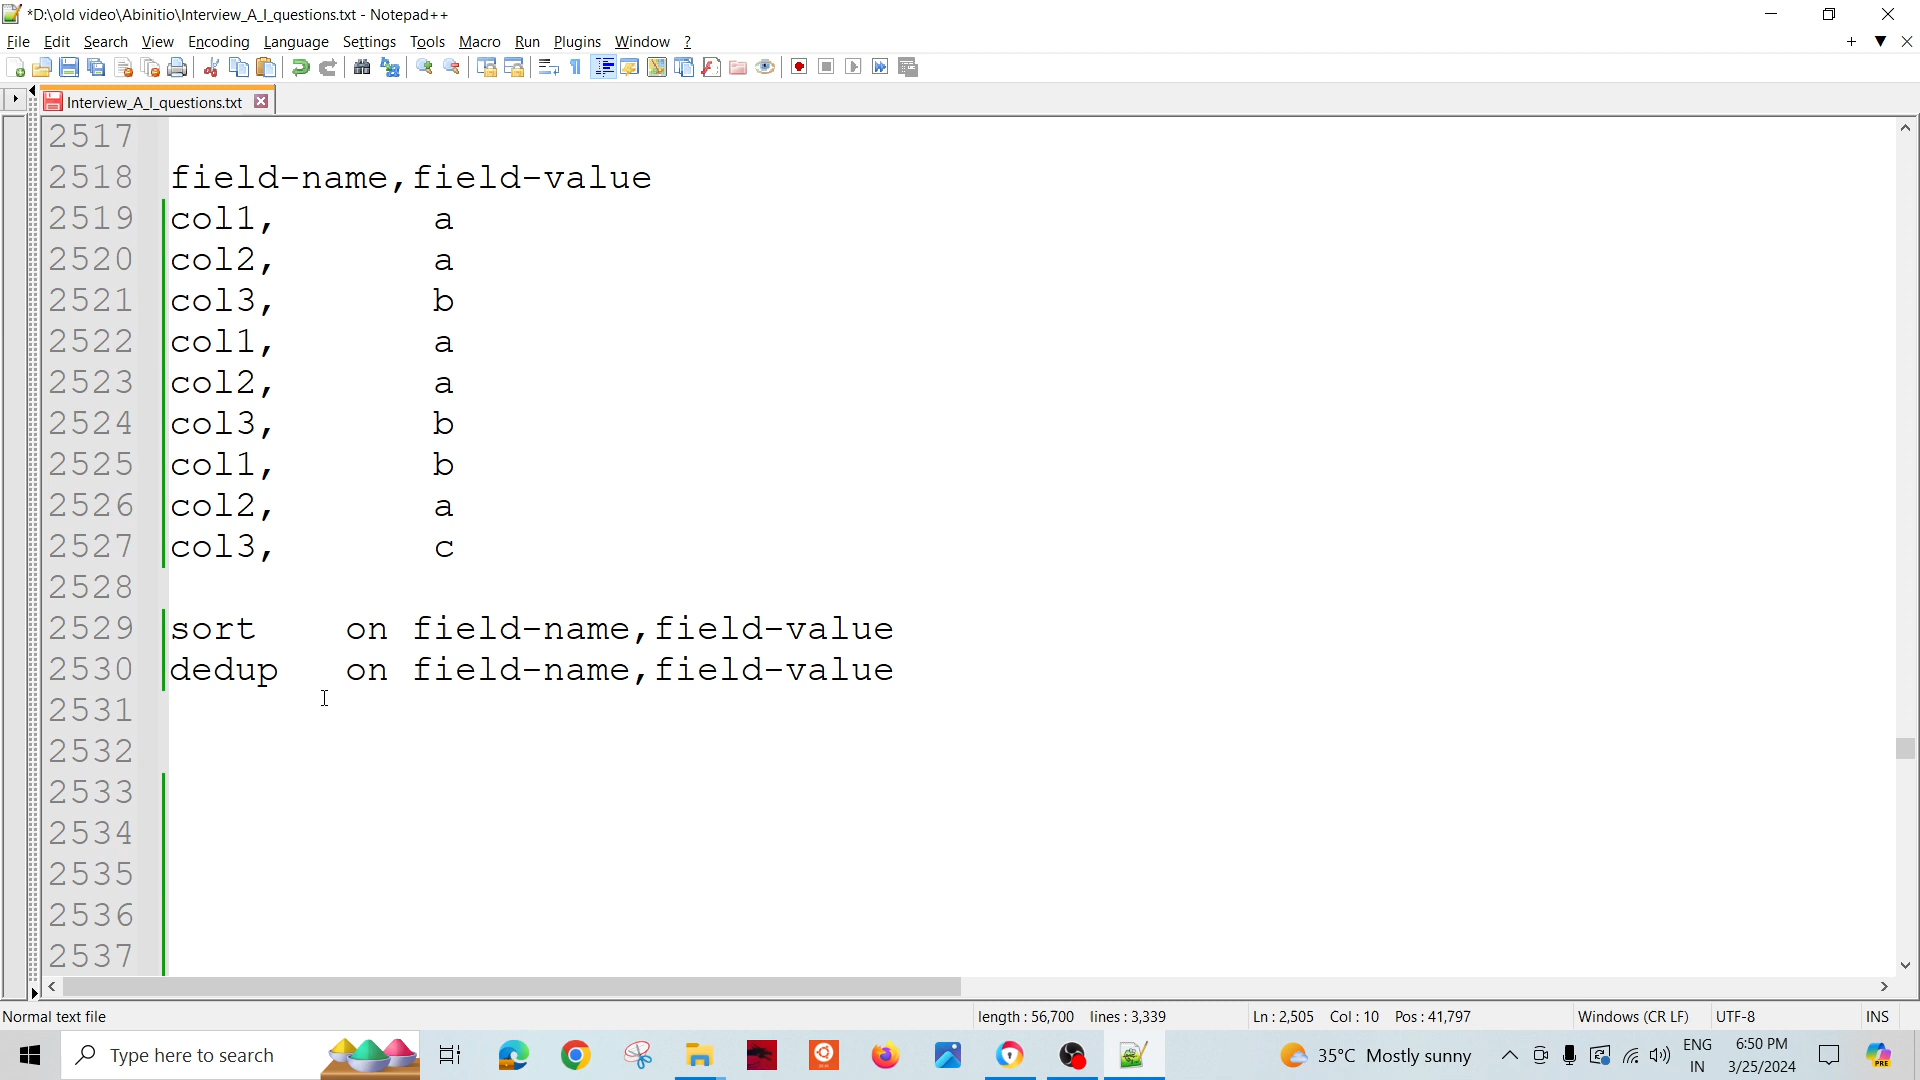 *D:\old video\Abinitio\Interview_A_I_questions.txt - Notepad++
File Edit Search View Encoding Language Settings Tools Macro Run Plugins Window ?
Interview_A_I_questions.txt
2517
2518 field-name,field-value
2519 col1, a
2520 col2, a
2521 col3, b
2522 col1, a
2523 col2, a
2524 col3, b
2525 col1, b
2526 col2, a
2527 col3, c
2528
2529 sort on field-name,field-value
2530 dedup on field-name,field-value
2531
2532
2533
2534
2535
2536
2537
Normal text file length : 56,700 lines : 3,339 Ln : 2,505 Col : 10 Pos : 41,797 Windows (CR LF) UTF-8 INS
Type here to search 35°C Mostly sunny ENG IN 6:50 PM 3/25/2024 PRE